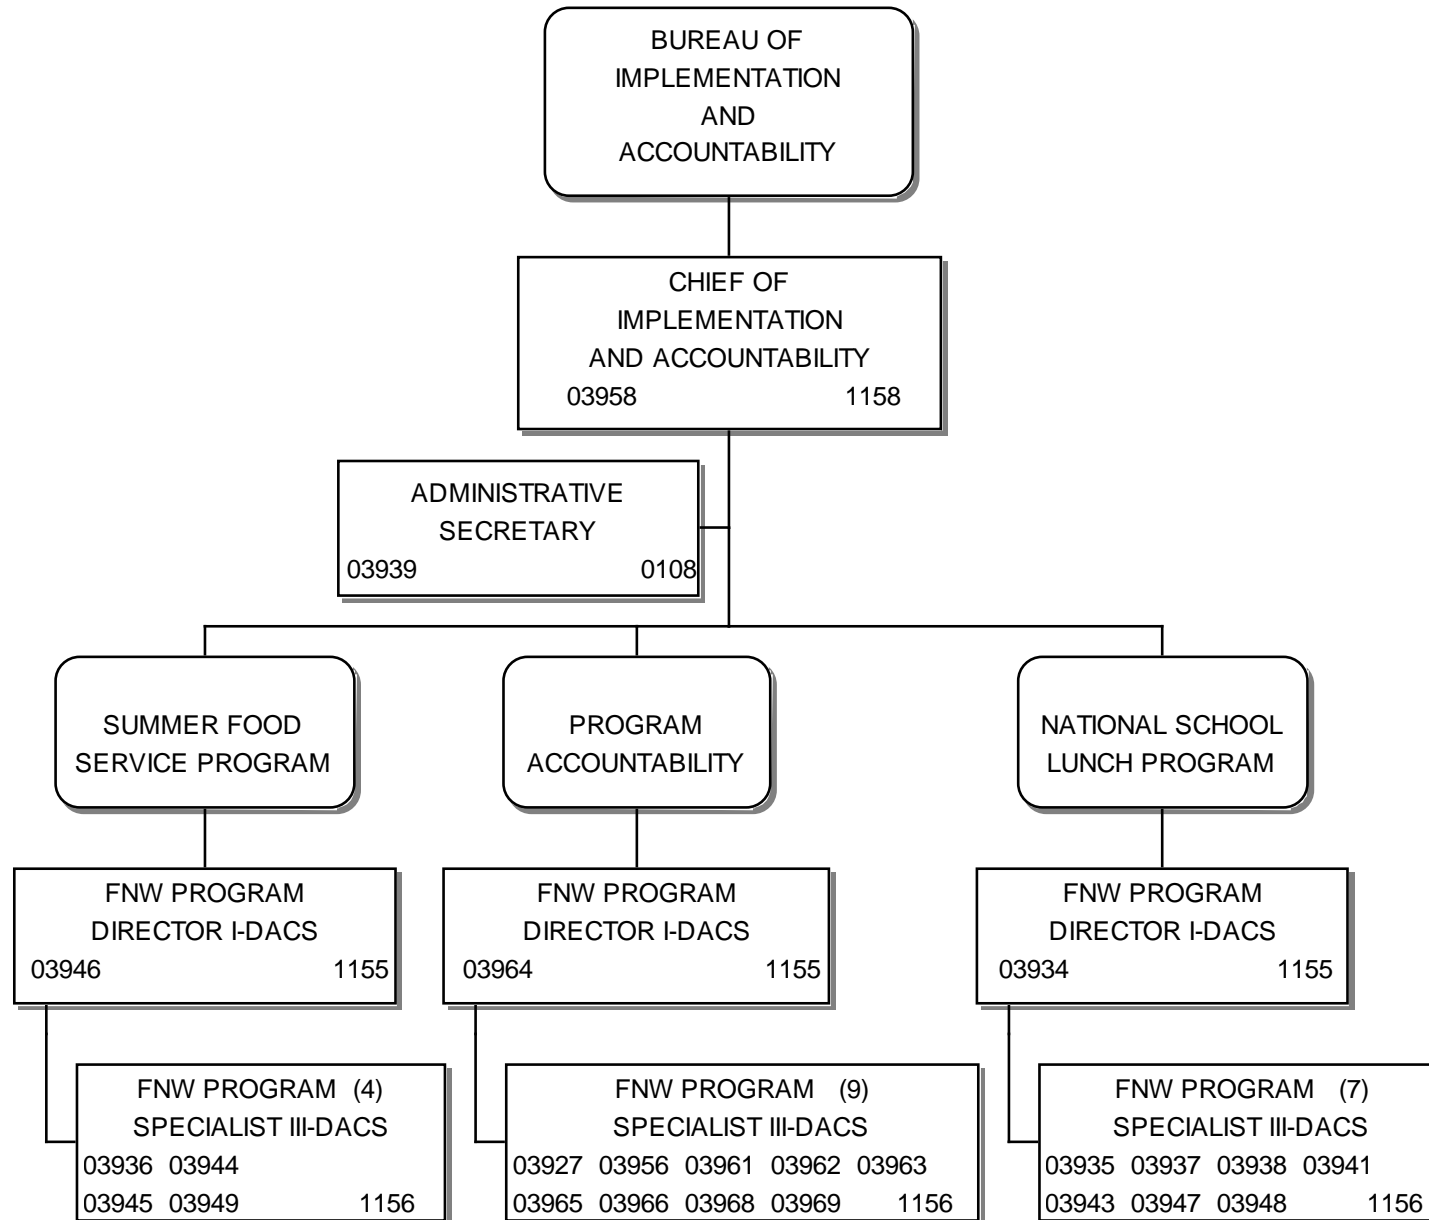 BUREAU OF
IMPLEMENTATION
AND
ACCOUNTABILITY
CHIEF OF
IMPLEMENTATION
AND ACCOUNTABILITY
03958 1158
ADMINISTRATIVE
SECRETARY
03939 0108
SUMMER FOOD
SERVICE PROGRAM
PROGRAM
ACCOUNTABILITY
NATIONAL SCHOOL
LUNCH PROGRAM
FNW PROGRAM
DIRECTOR I-DACS
03946 1155
FNW PROGRAM
DIRECTOR I-DACS
03964 1155
FNW PROGRAM
DIRECTOR I-DACS
03934 1155
FNW PROGRAM (4)
SPECIALIST III-DACS
03936 03944
03945 03949 1156
FNW PROGRAM (9)
SPECIALIST III-DACS
03927 03956 03961 03962 03963
03965 03966 03968 03969 1156
FNW PROGRAM (7)
SPECIALIST III-DACS
03935 03937 03938 03941
03943 03947 03948 1156